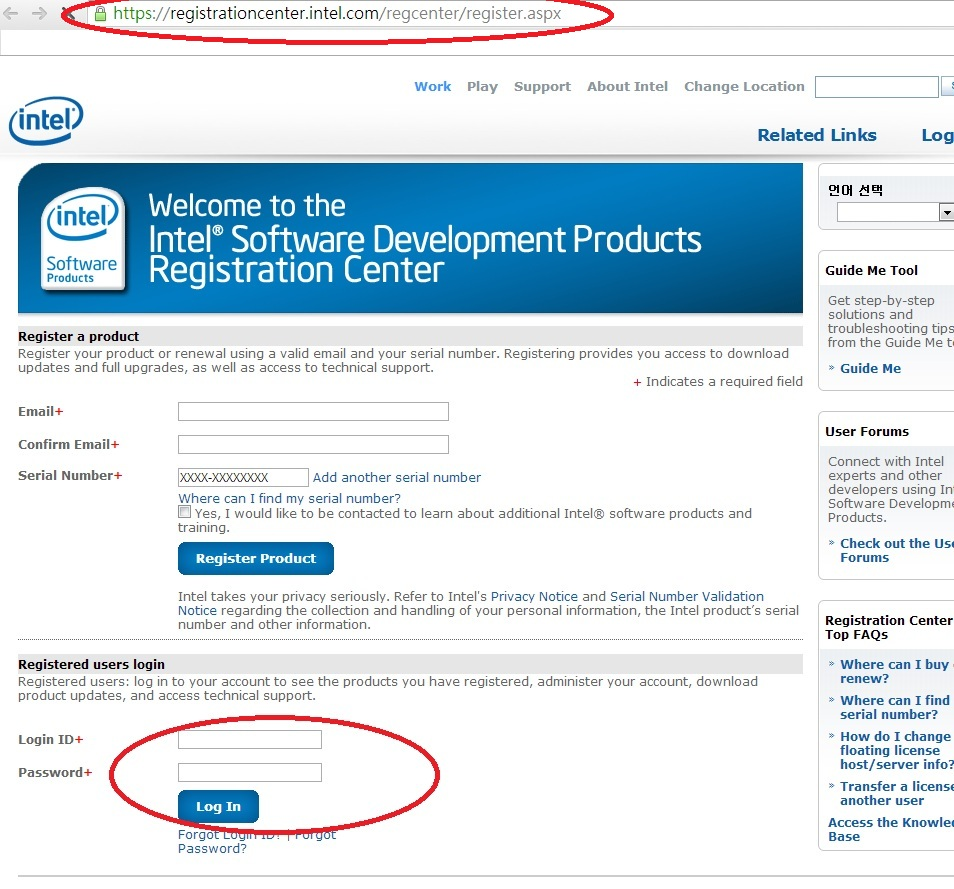 https://registrationcenter.intel.com/regcenter/register.aspx
Work Play Support About Intel Change Location
intel
Related Links Log
intel
Software
Products
Welcome to the
Intel® Software Development Products
Registration Center
언어 선택
Guide Me Tool
Get step-by-step
solutions and
troubleshooting tips
from the Guide Me to
» Guide Me
Register a product
Register your product or renewal using a valid email and your serial number. Registering provides you access to download
updates and full upgrades, as well as access to technical support.
+ Indicates a required field
Email+
Confirm Email+
Serial Number+ XXXX-XXXXXXXX Add another serial number
Where can I find my serial number?
Yes, I would like to be contacted to learn about additional Intel® software products and
training.
Register Product
Intel takes your privacy seriously. Refer to Intel's Privacy Notice and Serial Number Validation
Notice regarding the collection and handling of your personal information, the Intel product's serial
number and other information.
User Forums
Connect with Intel
experts and other
developers using In
Software Developme
Products.
» Check out the Use
Forums
Registered users login
Registered users: log in to your account to see the products you have registered, administer your account, download
product updates, and access technical support.
Login ID+
Password+
Log In
Forgot Login ID? | Forgot
Password?
Registration Center
Top FAQs
» Where can I buy
renew?
» Where can I find
serial number?
» How do I change
floating license
host/server info?
» Transfer a license
another user
Access the Knowled
Base